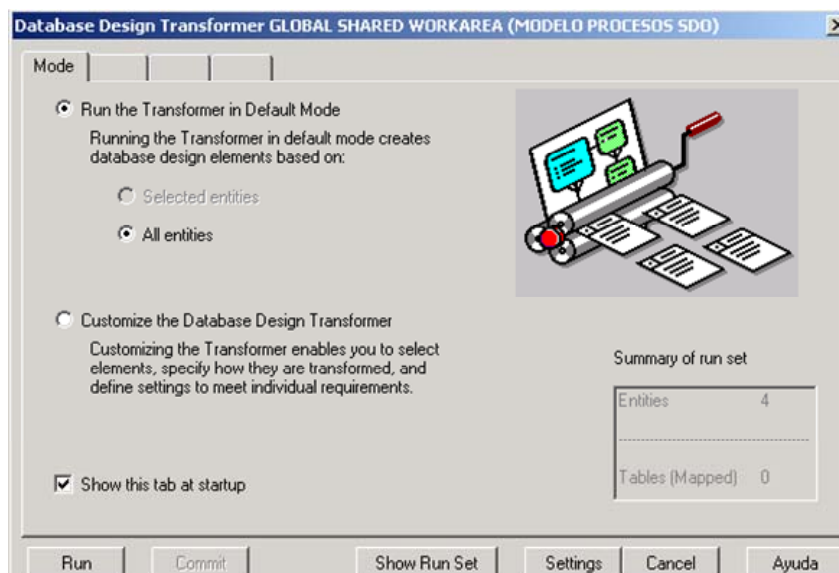 Database Design Transformer GLOBAL SHARED WORKAREA (MODELO PROCESOS SDO)
Mode
Run the Transformer in Default Mode
Running the Transformer in default mode creates
database design elements based on:
Selected entities
All entities
Customize the Database Design Transformer
Customizing the Transformer enables you to select
elements, specify how they are transformed, and
define settings to meet individual requirements.
Summary of run set
Entities 4
Tables (Mapped) 0
Show this tab at startup
Run Commit Show Run Set Settings Cancel Ayuda